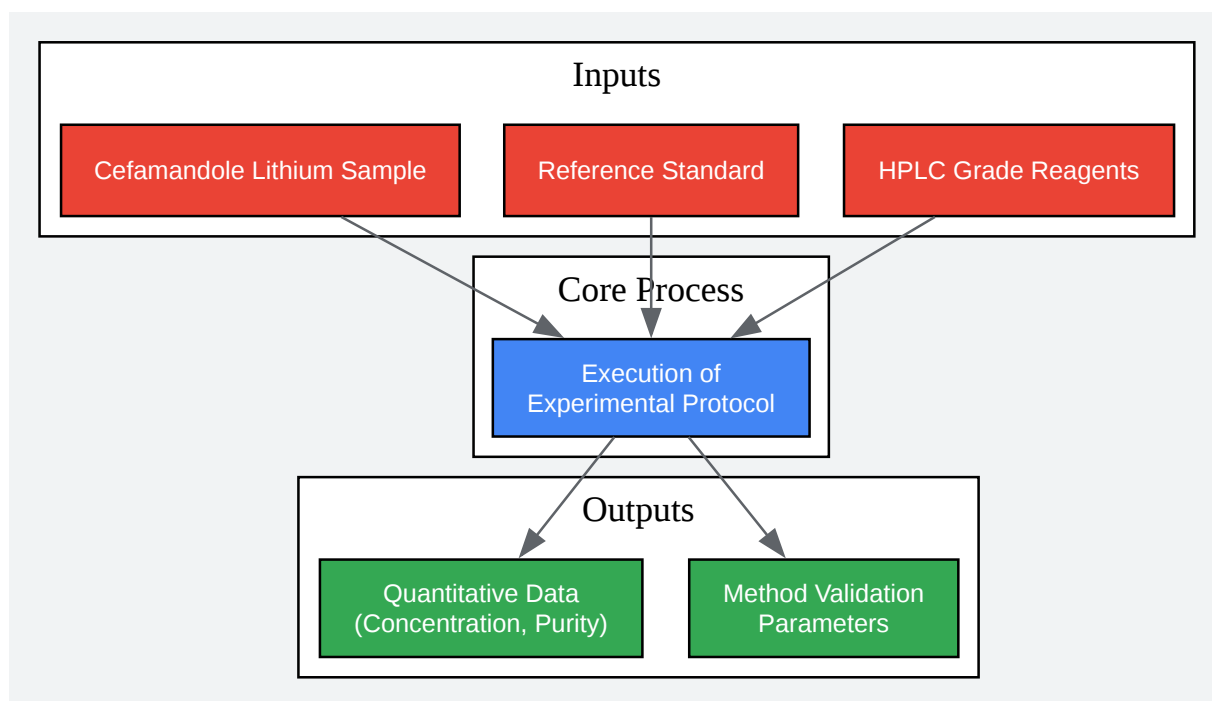 Inputs
Cefamandole Lithium Sample
Reference Standard
HPLC Grade Reagents
Core Process
Execution of
Experimental Protocol
Outputs
Quantitative Data
(Concentration, Purity)
Method Validation
Parameters